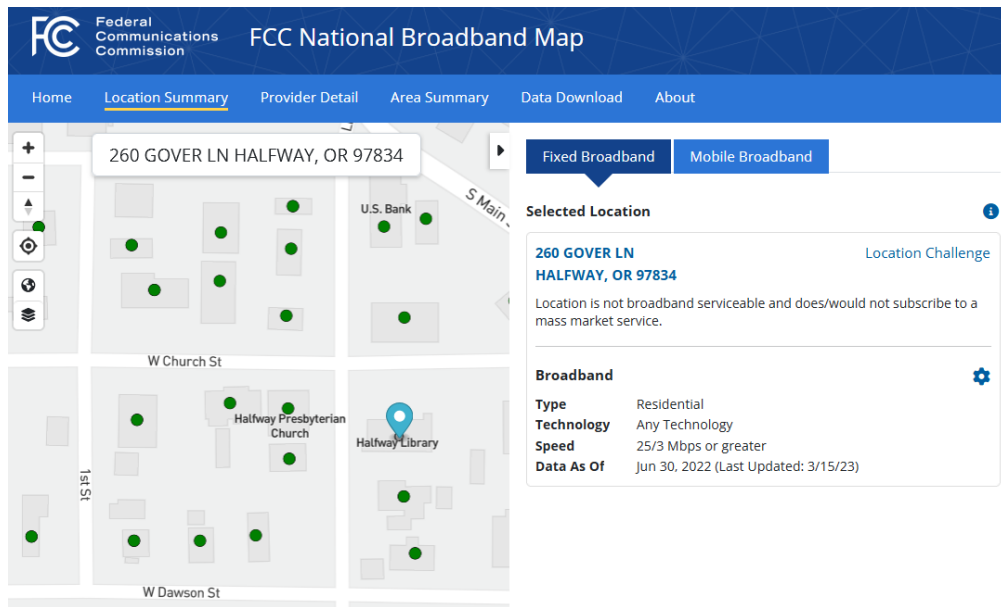 FCC
Federal
Communications
Commission
FCC National Broadband Map
Home
Location Summary
Provider Detail
Area Summary
Data Download
About
260 GOVER LN HALFWAY, OR 97834
U.S. Bank
S Main
W Church St
Halfway Presbyterian
Church
Halfway Library
1st St
W Dawson St
Fixed Broadband
Mobile Broadband
Selected Location
260 GOVER LN
HALFWAY, OR 97834
Location Challenge
Location is not broadband serviceable and does/would not subscribe to a
mass market service.
Broadband
Type Residential
Technology Any Technology
Speed 25/3 Mbps or greater
Data As Of Jun 30, 2022 (Last Updated: 3/15/23)